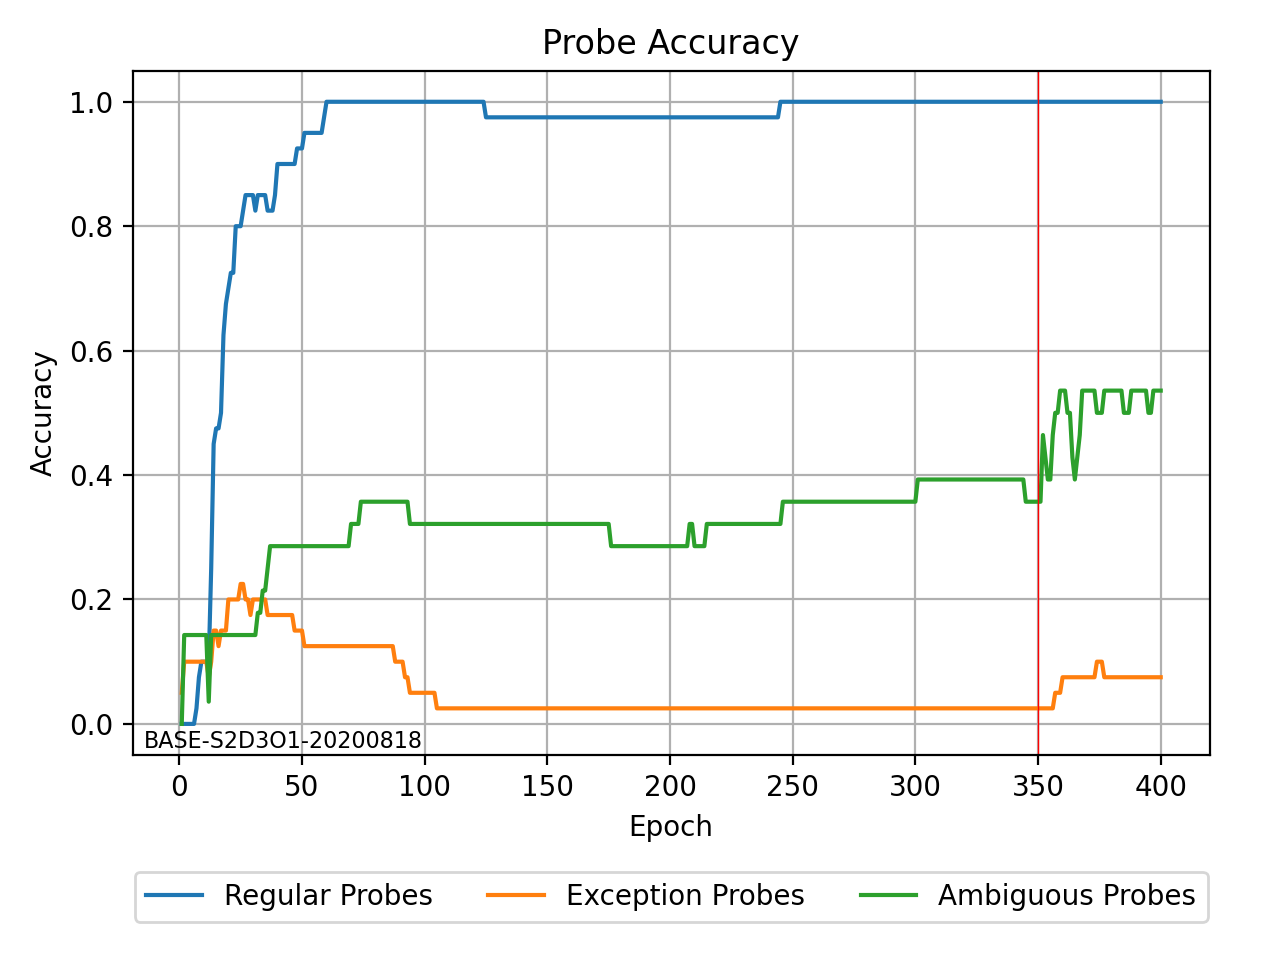 Probe Accuracy
1.0
0.8
0.6
0.4
0.2
0.0
Accuracy
BASE-S2D3O1-20200818
0 50 100 150 200 250 300 350 400
Epoch
Regular Probes Exception Probes Ambiguous Probes